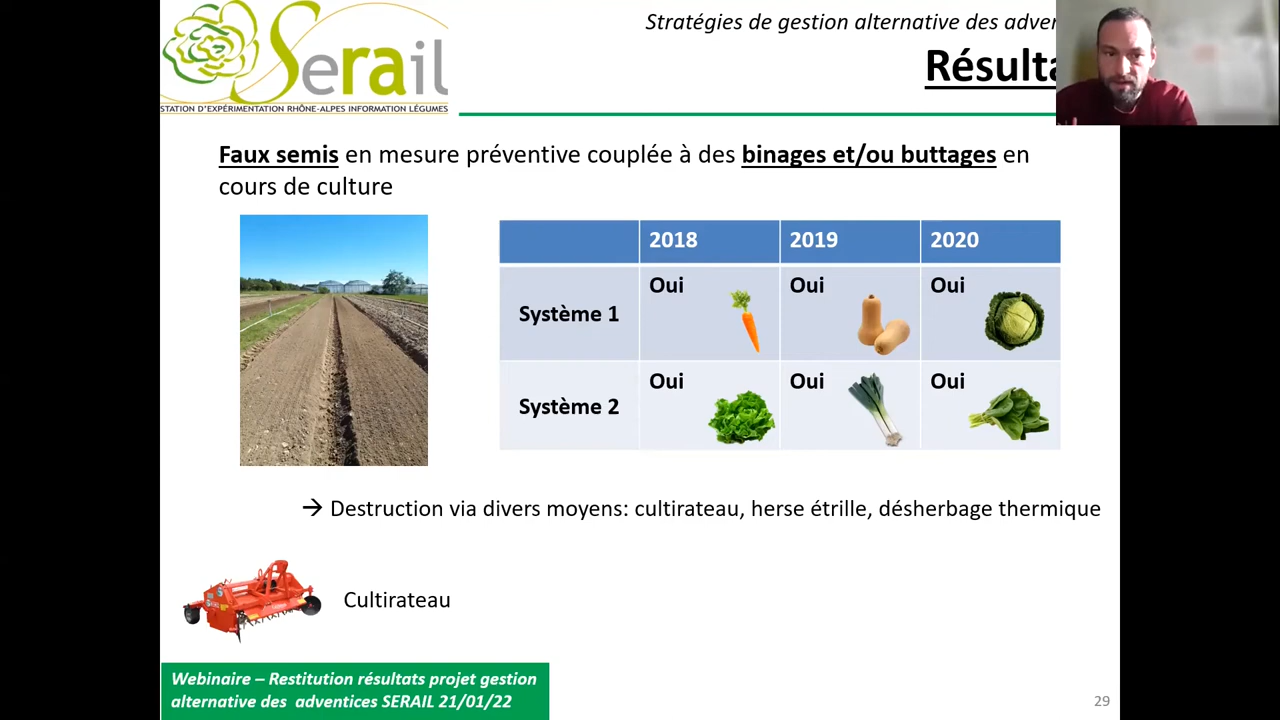 Serail
STATION D'EXPÉRIMENTATION RHÔNE-ALPES INFORMATION LÉGUMES
Stratégies de gestion alternative des adven
Résulta
Faux semis en mesure préventive couplée à des binages et/ou buttages en
cours de culture
2018 2019 2020
Système 1 Oui Oui Oui
Système 2 Oui Oui Oui
→ Destruction via divers moyens: cultirateau, herse étrille, désherbage thermique
Cultirateau
Webinaire – Restitution résultats projet gestion
alternative des adventices SERAIL 21/01/22
29